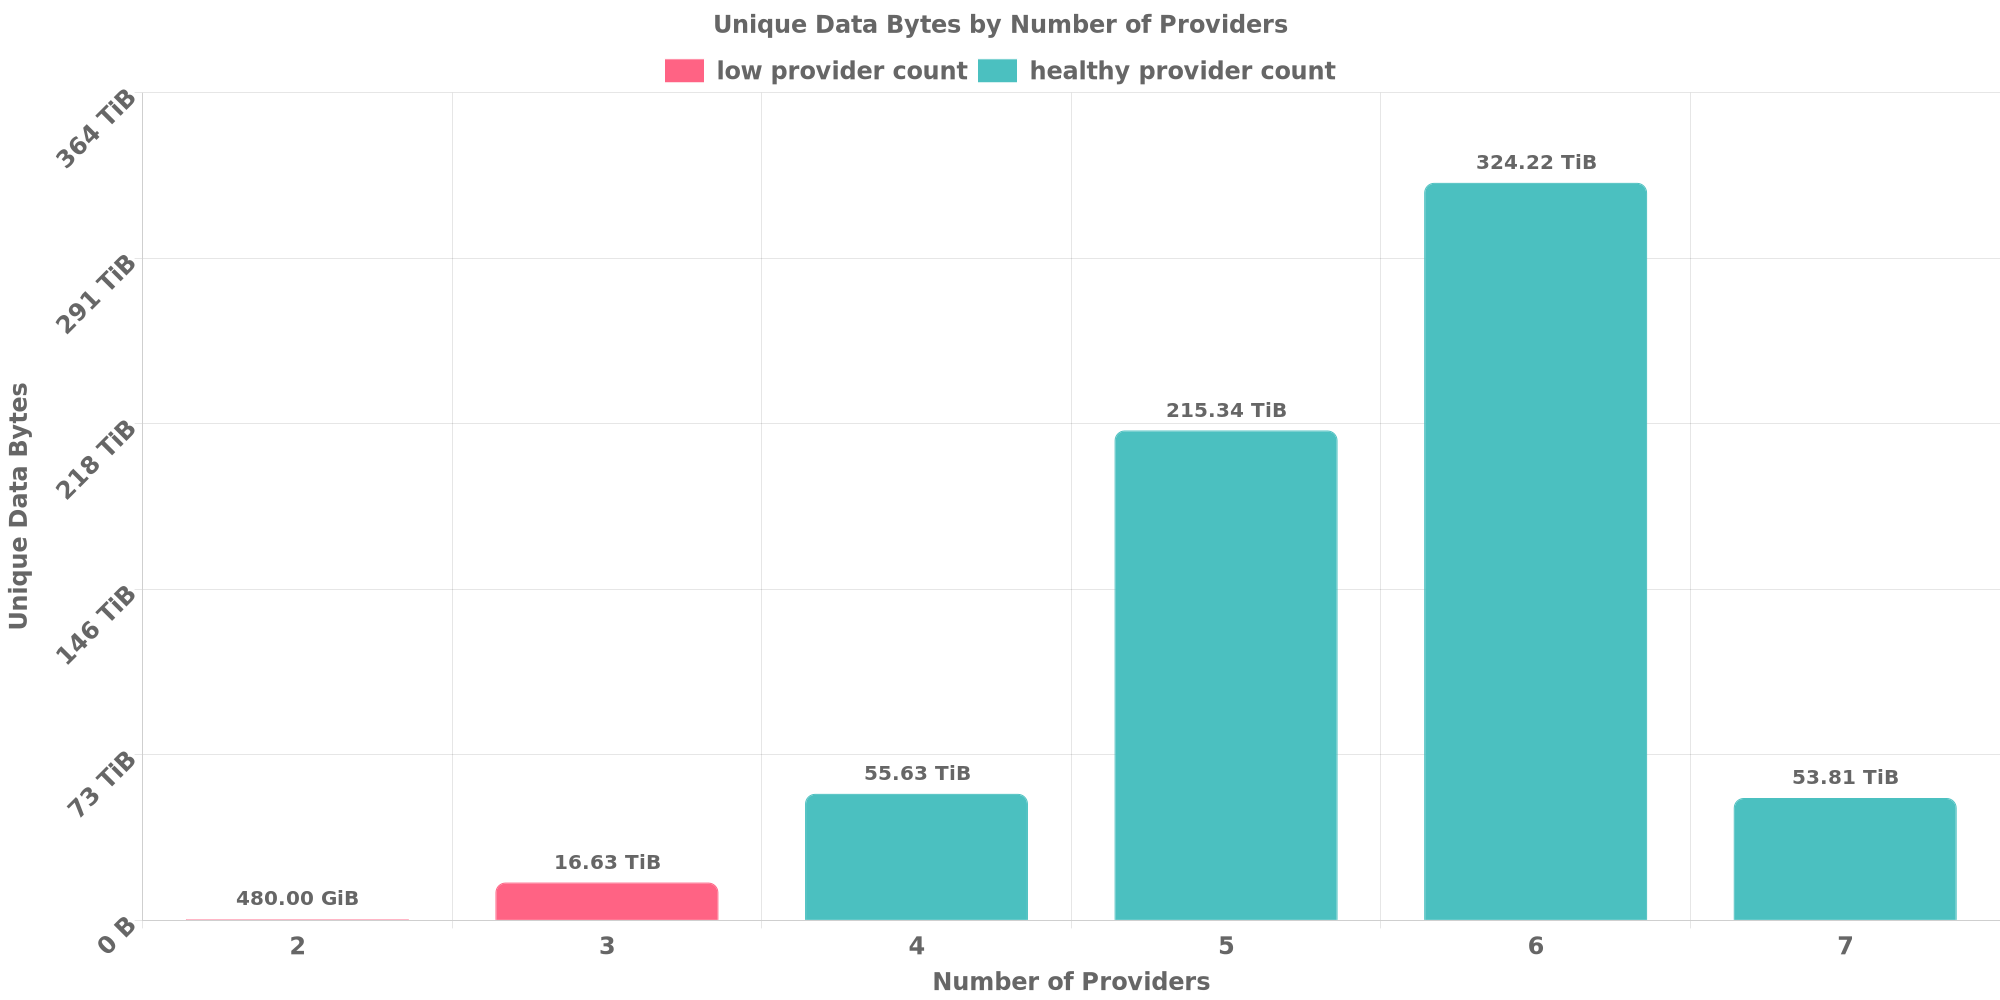 Unique Data Bytes by Number of Providers
low provider count healthy provider count
364 TiB
291 TiB
218 TiB
146 TiB
73 TiB
0 B
Unique Data Bytes
480.00 GiB
16.63 TiB
55.63 TiB
215.34 TiB
324.22 TiB
53.81 TiB
2 3 4 5 6 7
Number of Providers